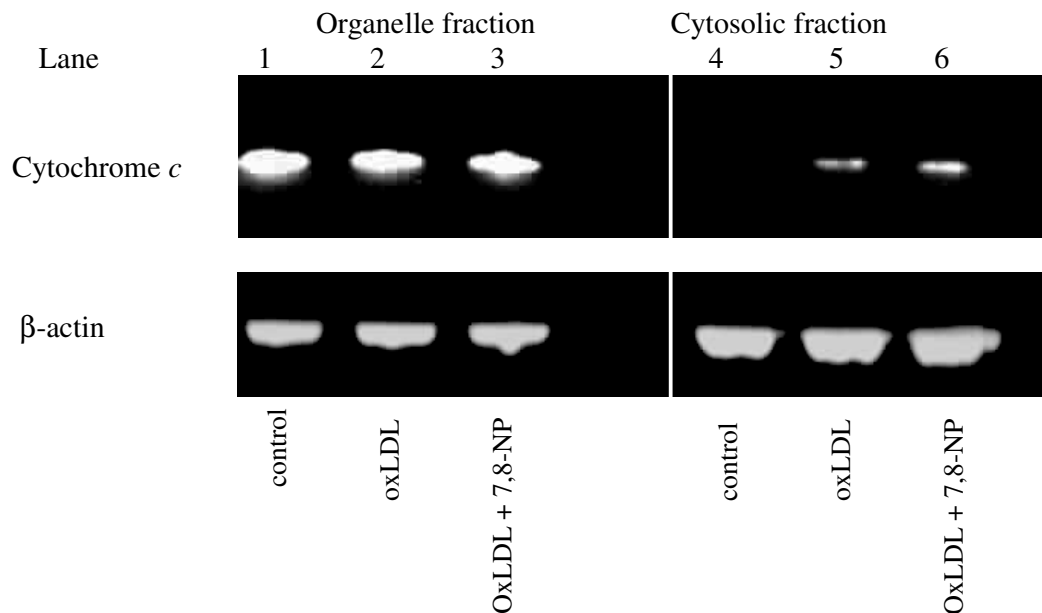 Organelle fraction Cytosolic fraction
Lane 1 2 3 4 5 6
Cytochrome c
β-actin
control oxLDL OxLDL + 7,8-NP control oxLDL OxLDL + 7,8-NP